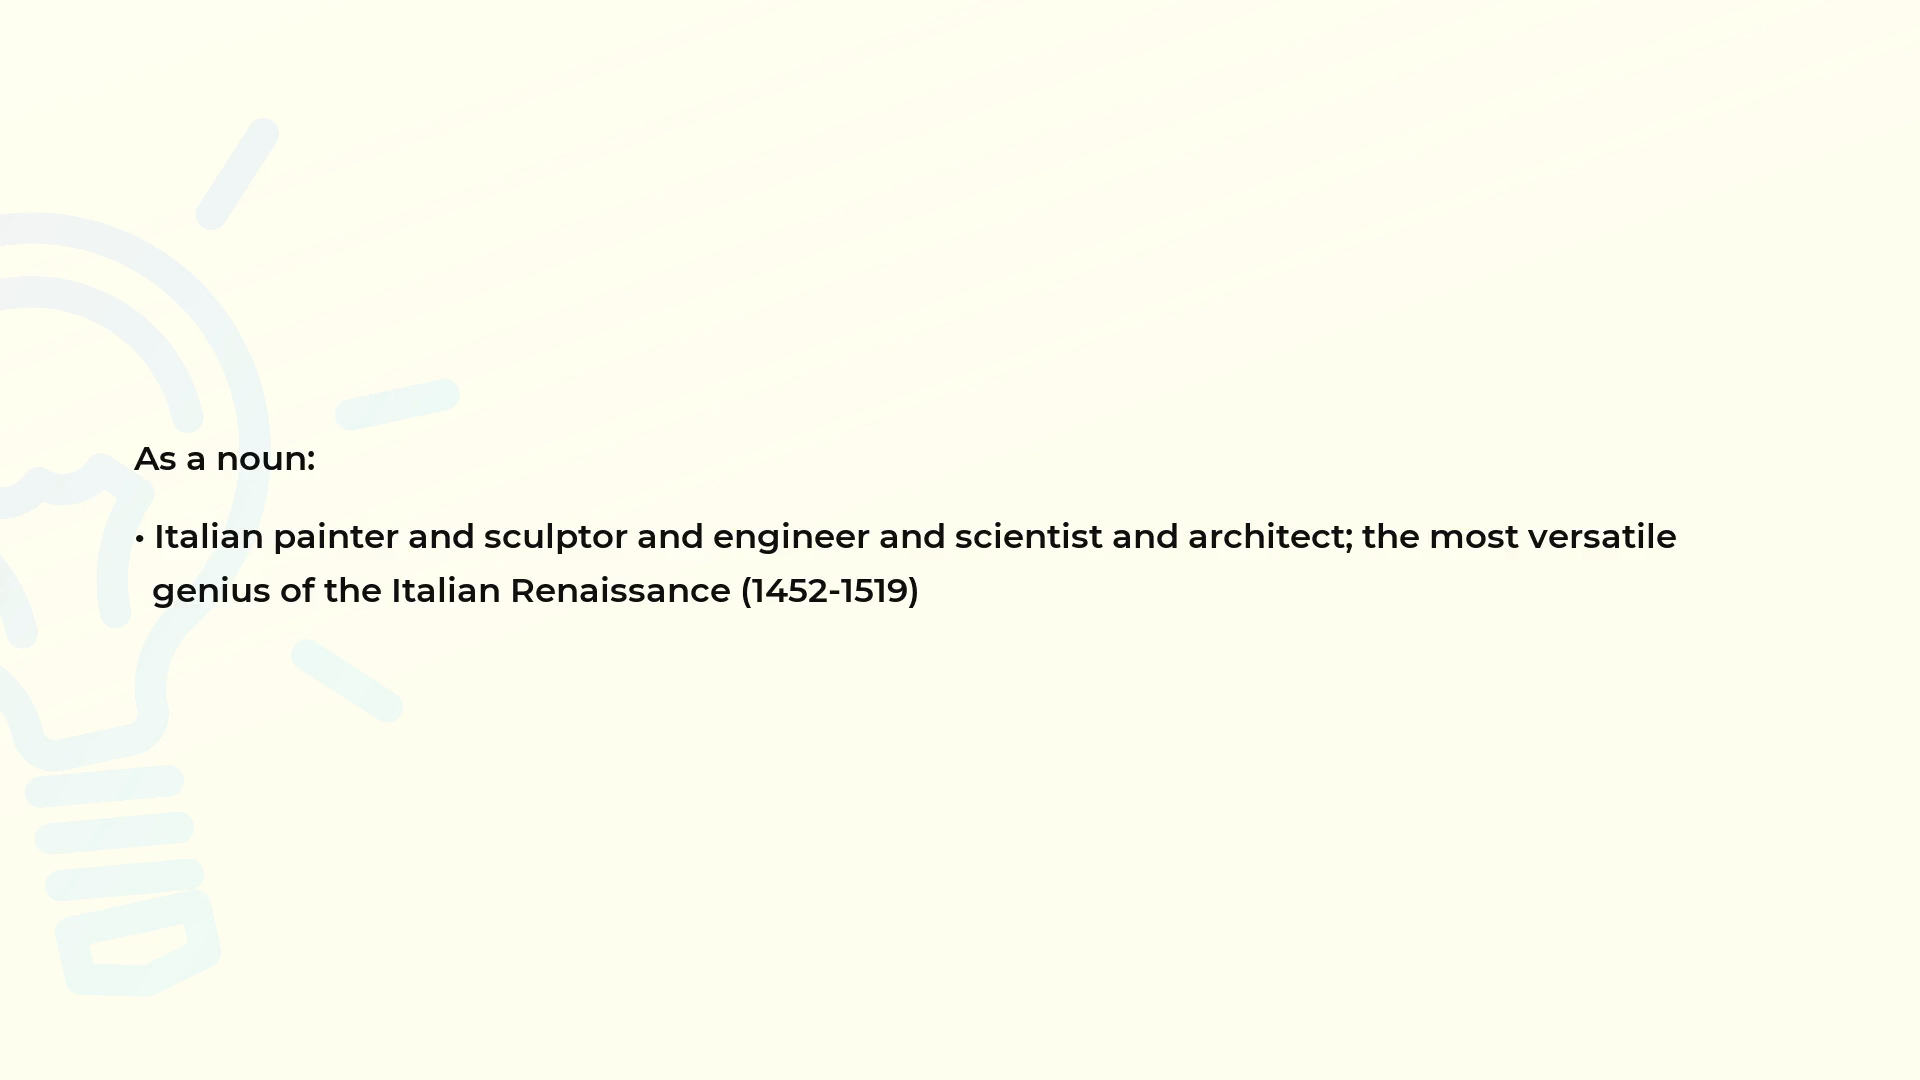 As a noun:
• Italian painter and sculptor and engineer and scientist and architect; the most versatile
genius of the Italian Renaissance (1452-1519)